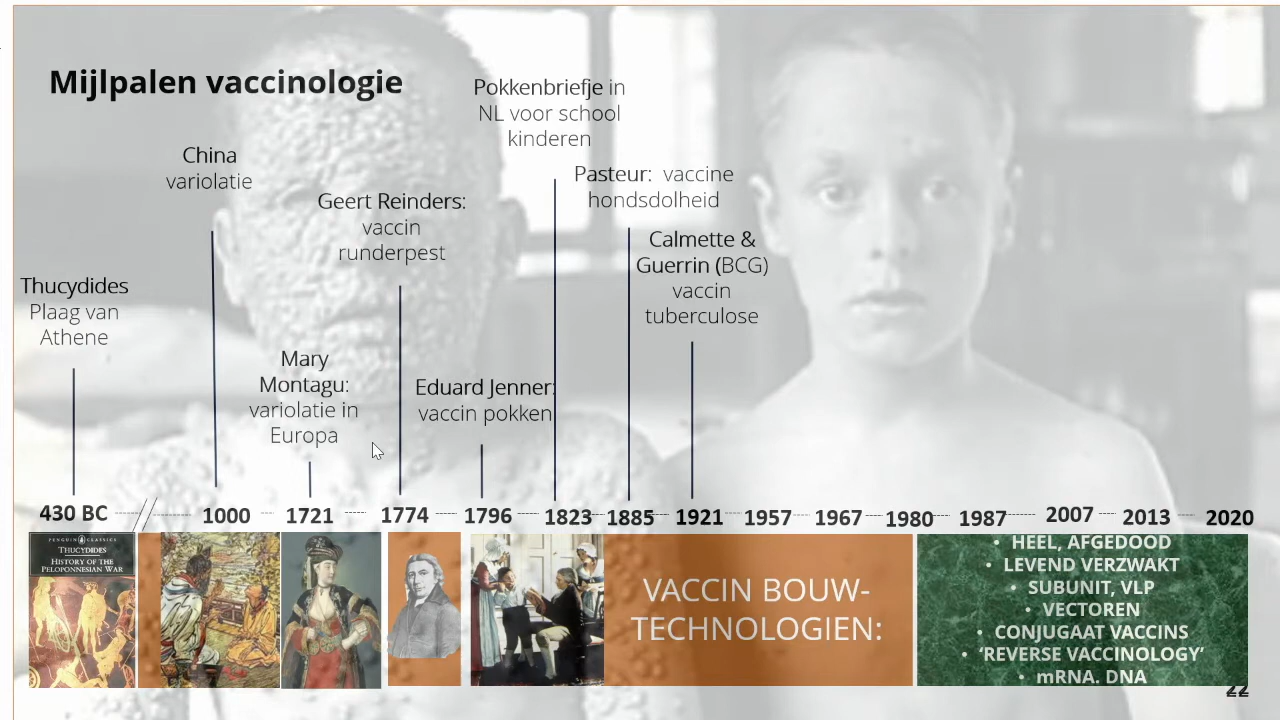 Mijlpalen vaccinologie
Pokkenbriefje in
NL voor school
kinderen
China
variolatie
Pasteur: vaccine
hondsdolheid
Geert Reinders:
vaccin
runderpest
Calmette &
Guerrin (BCG)
vaccin
tuberculose
Thucydides
Plaag van
Athene
Mary
Montagu:
variolatie in
Europa
Eduard Jenner:
vaccin pokken
430 BC 1000 1721 1774 1796 1823 1885 1921 1957 1967 1980 1987 2007 2013 2020
PENGUIN CLASSICS
THUCYDIDES
HISTORY OF THE
PELOPONNESIAN WAR
VACCIN BOUW-
TECHNOLOGIEN:
• HEEL, AFGEDOOD
• LEVEND VERZWAKT
• SUBUNIT, VLP
• VECTOREN
• CONJUGAAT VACCINS
• ‘REVERSE VACCINOLOGY’
• mRNA. DNA
22